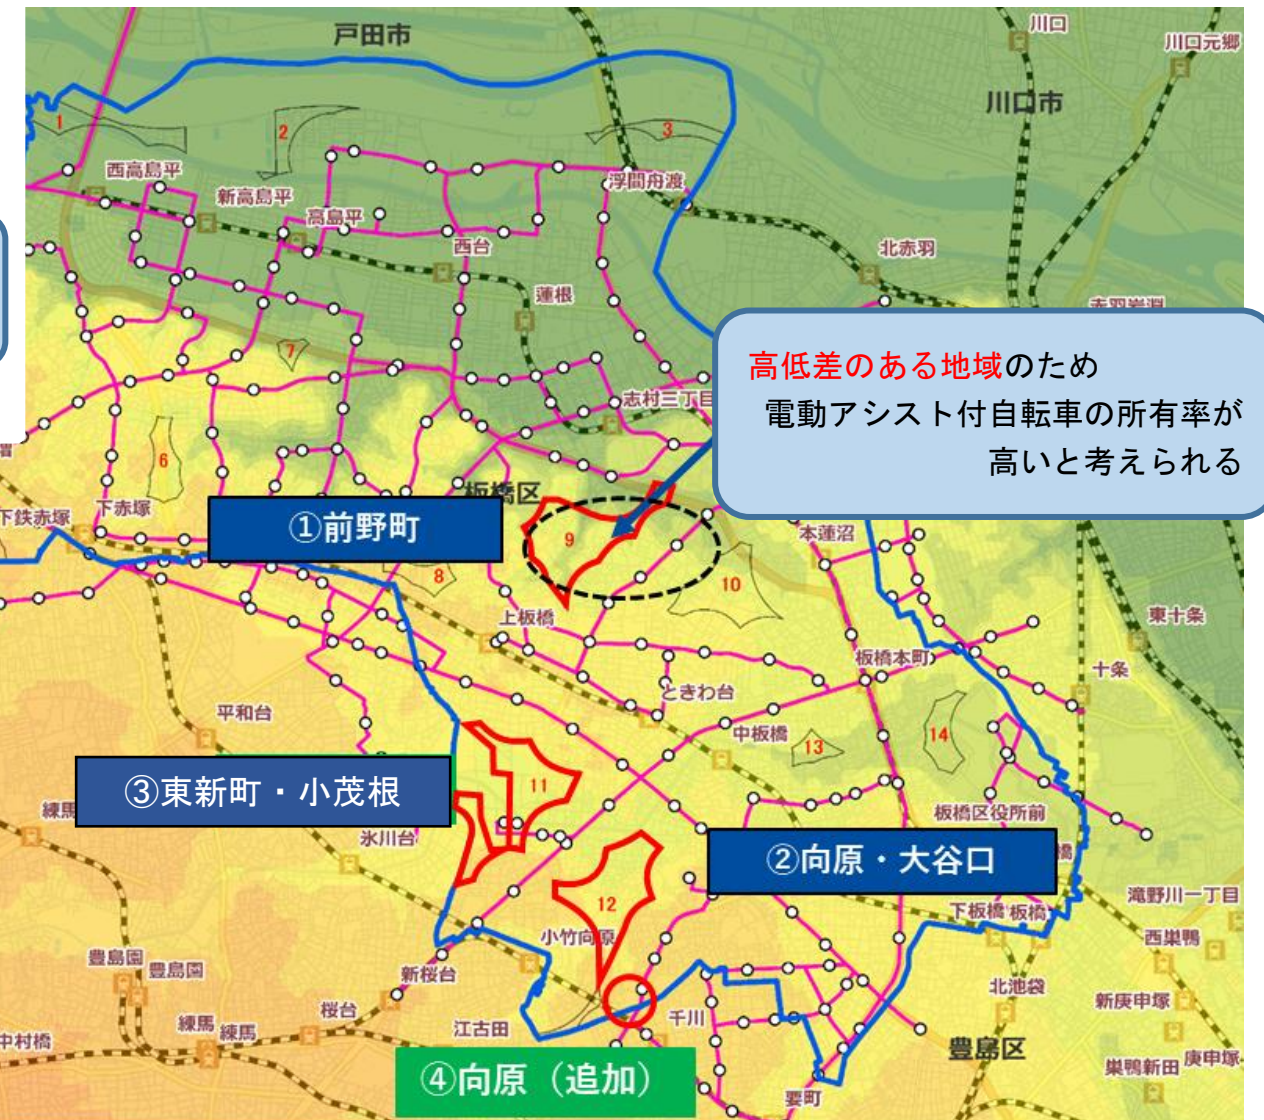 戸田市
川口
川口元郷
川口市
1
2
3
西高島平
新高島平
高島平
浮間舟渡
西台
北赤羽
蓮根
7
志村三丁目
高低差のある地域のため
電動アシスト付自転車の所有率が
高いと考えられる
6
板橋区
下鉄赤塚
下赤塚
①前野町
9
本蓮沼
8
10
上板橋
東十条
板橋本町
十条
ときわ台
平和台
中板橋
13
14
③東新町・小茂根
11
練馬
氷川台
板橋区役所前
②向原・大谷口
橋
12
下板橋
板橋
滝野川一丁目
小竹向原
西巣鴨
豊島園
豊島園
新桜台
北池袋
新庚申塚
桜台
練馬
練馬
江古田
千川
中村橋
豊島区
庚申塚
巣鴨新田
④向原（追加）
要町